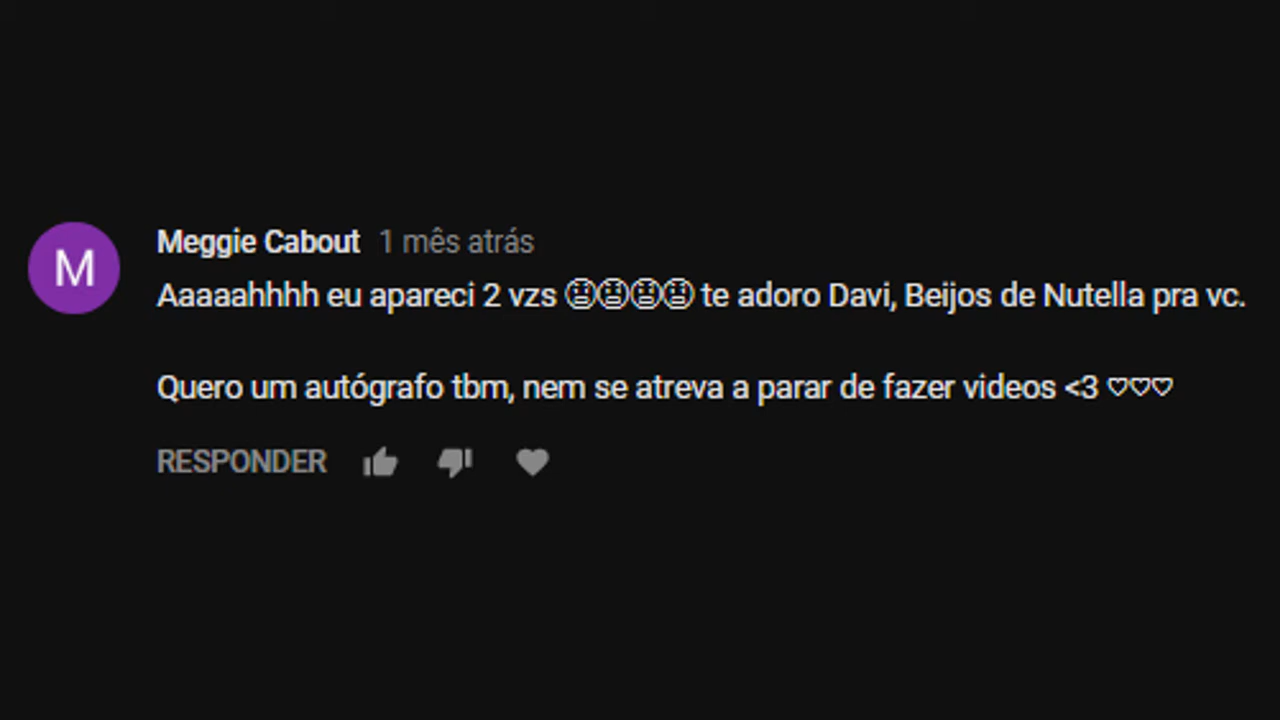 M
Meggie Cabout 1 mês atrás
Aaaaahhhh eu apareci 2 vzs 😨😨😨😨 te adoro Davi, Beijos de Nutella pra vc.
Quero um autógrafo tbm, nem se atreva a parar de fazer videos <3 ♡♡♡
RESPONDER